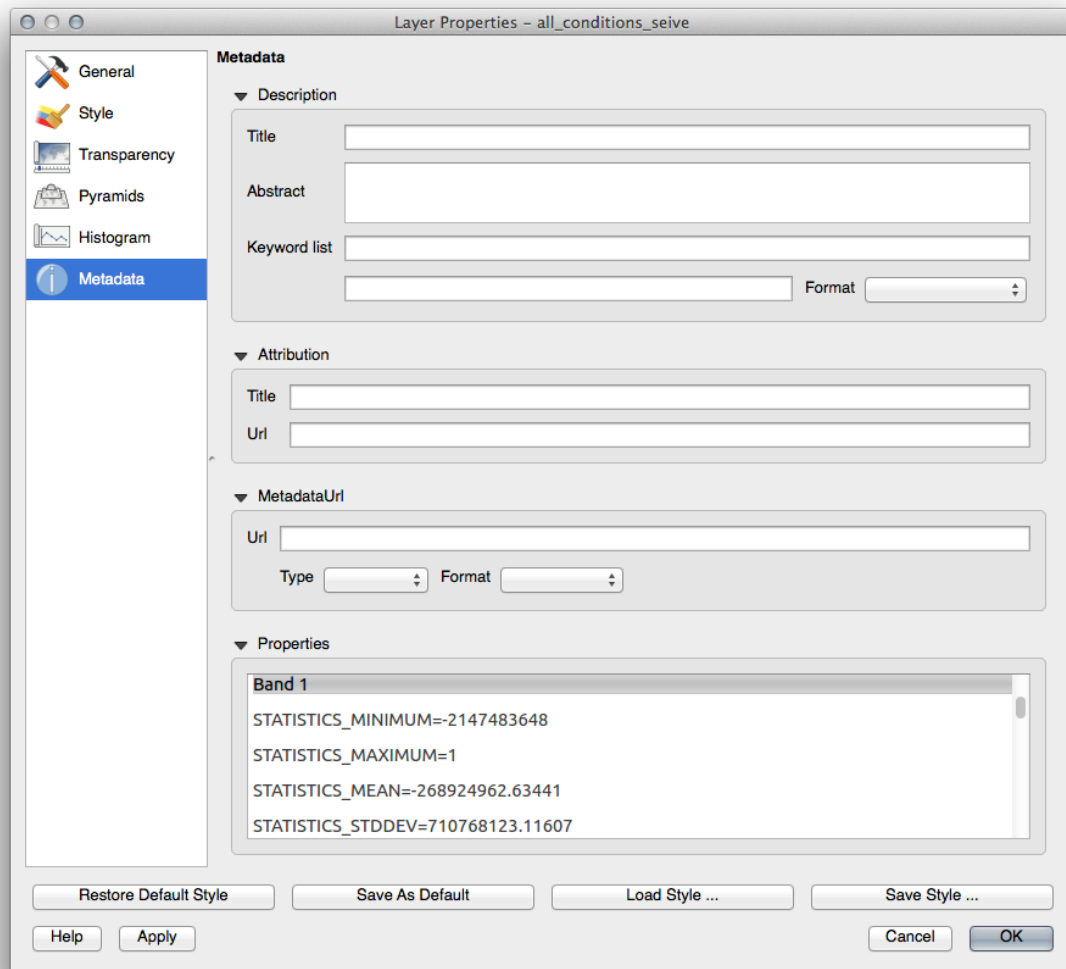 Layer Properties – all_conditions_seive
General
Style
Transparency
Pyramids
Histogram
Metadata
Metadata
Description
Title
Abstract
Keyword list
Format
Attribution
Title
Url
MetadataUrl
Url
Type Format
Properties
Band 1
STATISTICS_MINIMUM=-2147483648
STATISTICS_MAXIMUM=1
STATISTICS_MEAN=-268924962.63441
STATISTICS_STDDEV=710768123.11607
Restore Default Style Save As Default Load Style ... Save Style ...
Help Apply Cancel OK